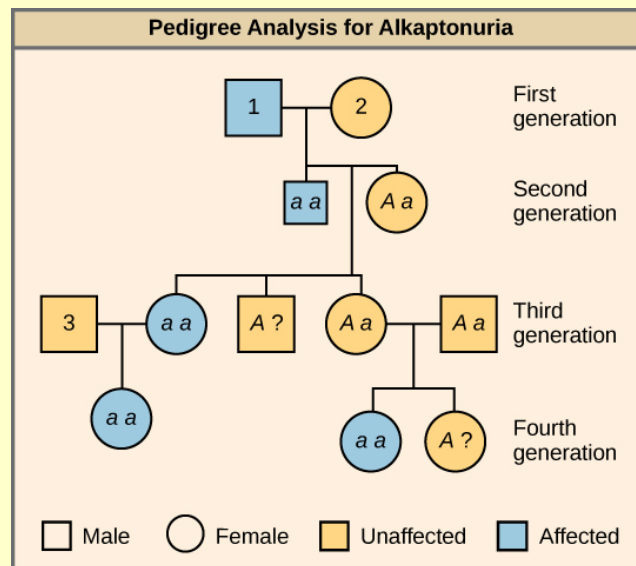 Pedigree Analysis for Alkaptonuria
1
2
First
generation
a a
A a
Second
generation
3
a a
A ?
A a
A a
Third
generation
a a
a a
A ?
Fourth
generation
Male
Female
Unaffected
Affected